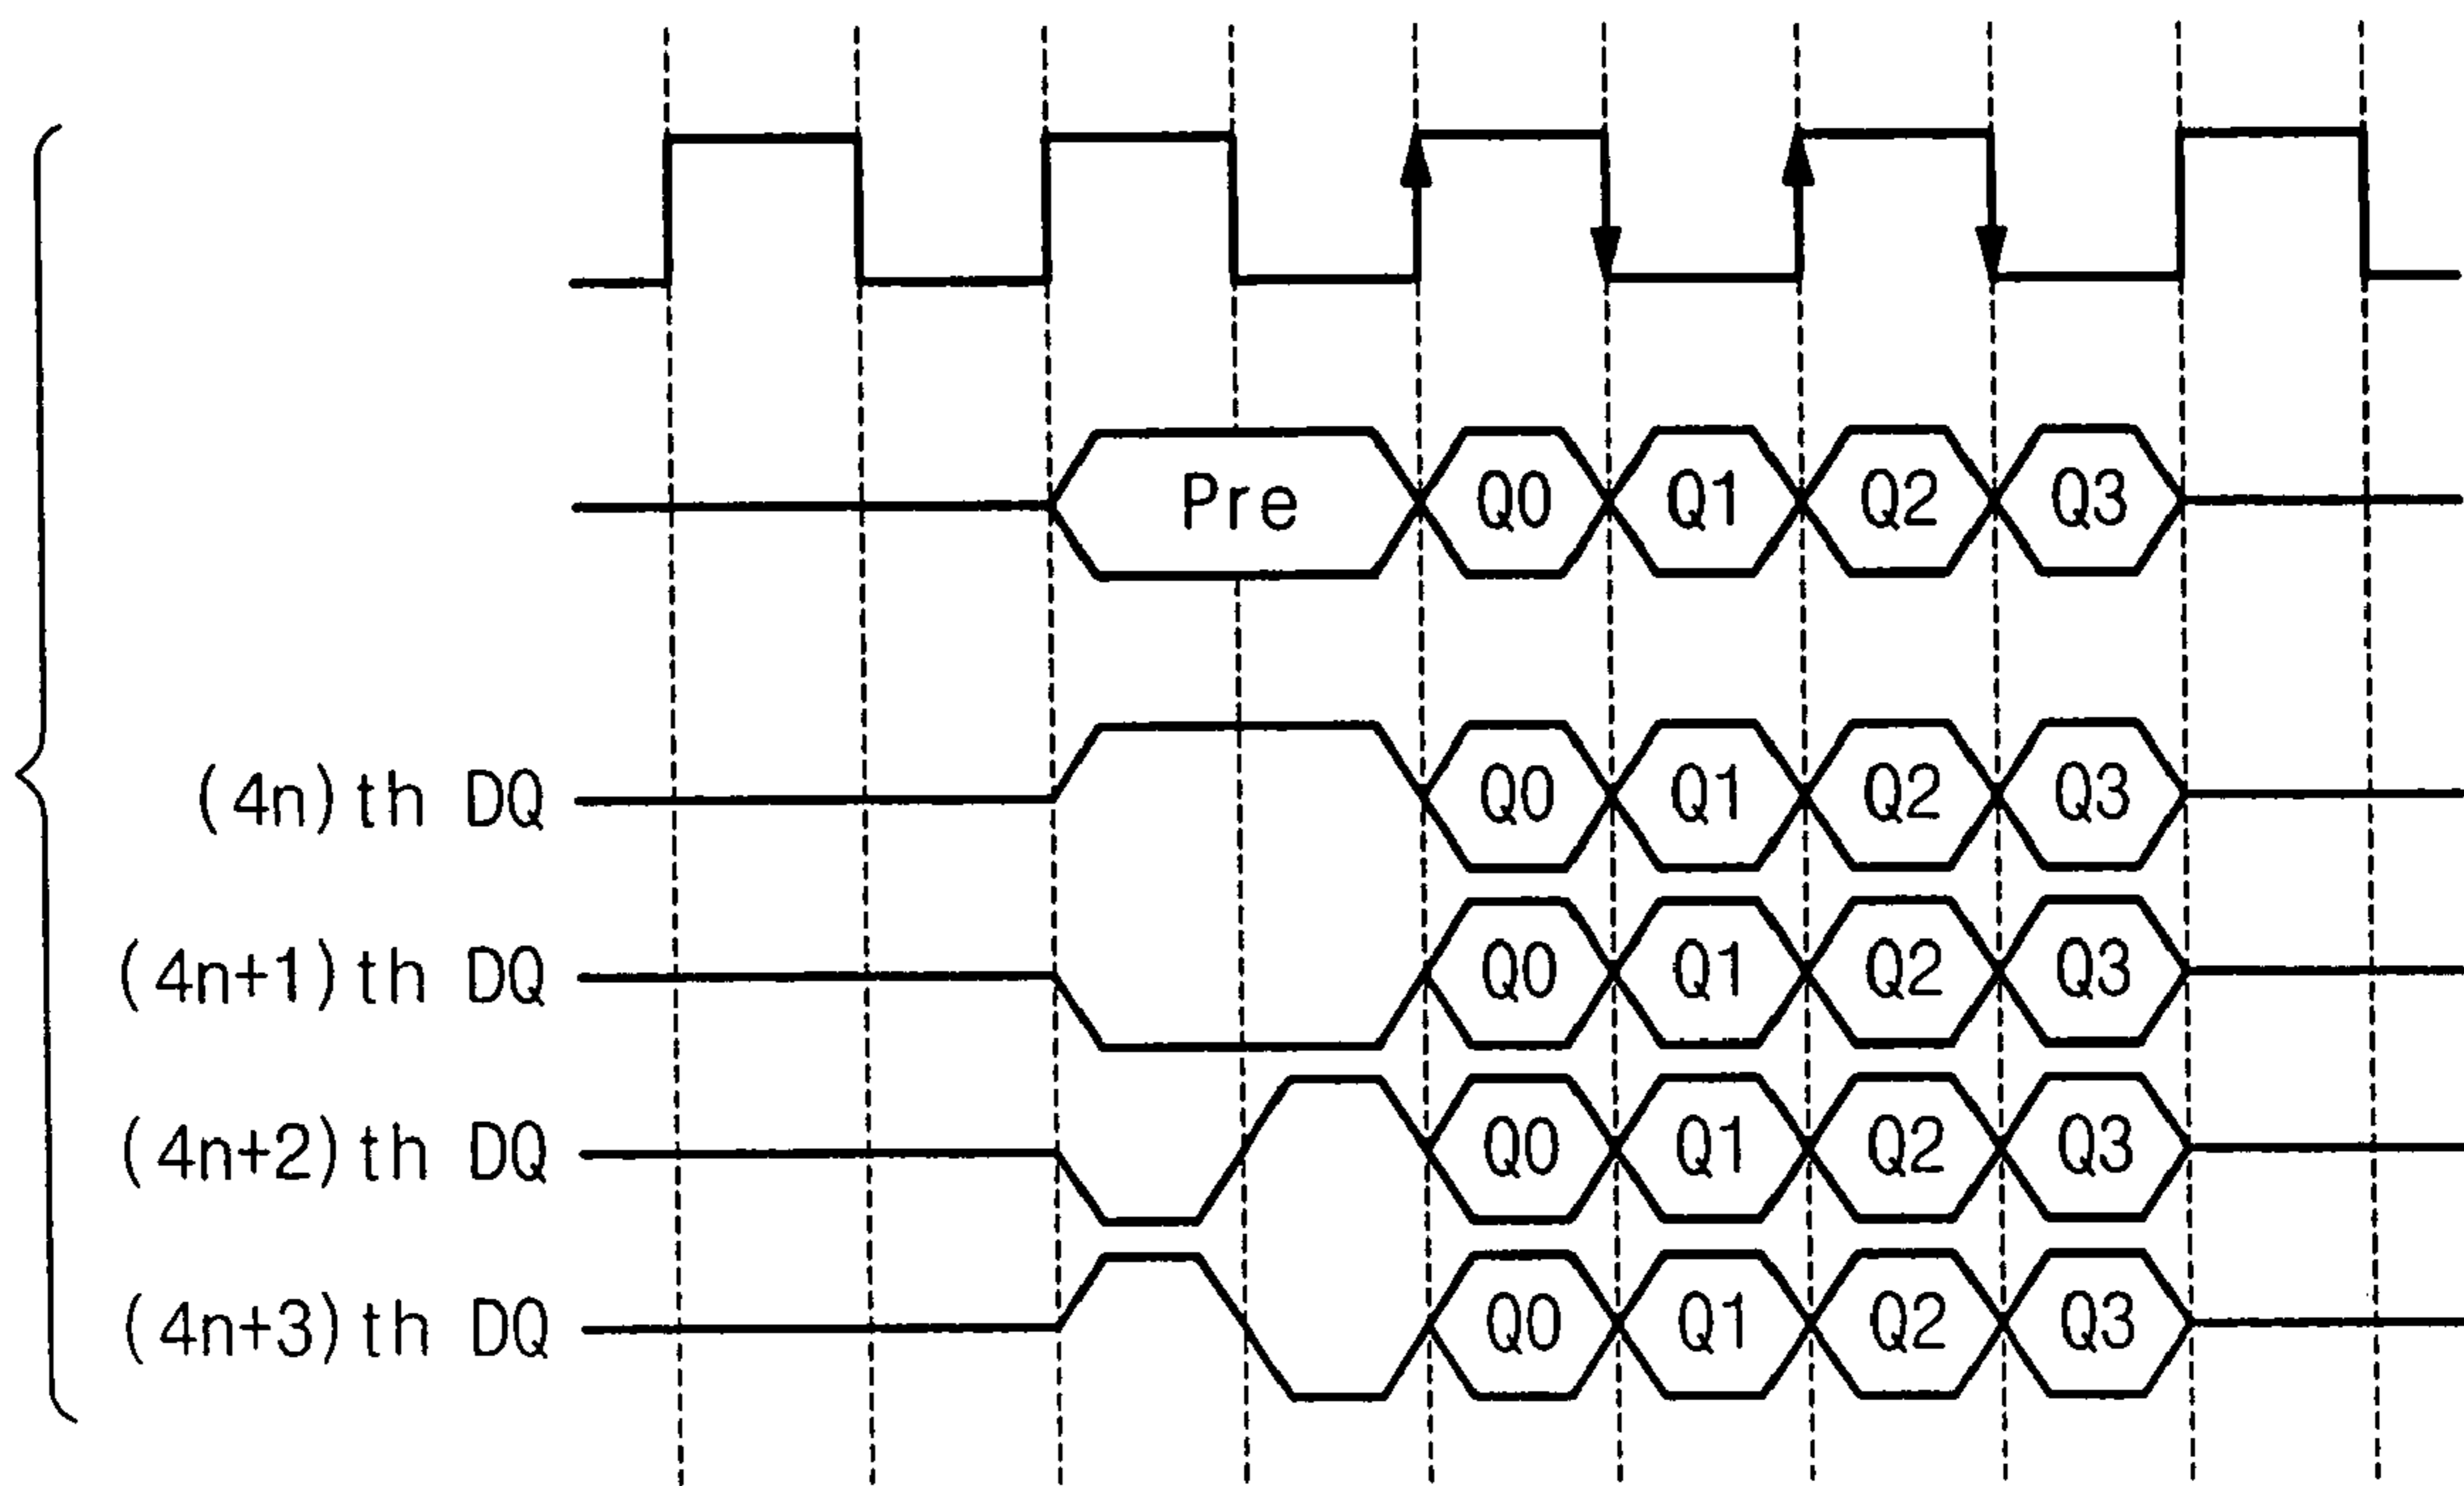 Pre Q0 Q1 Q2 Q3
(4n)th DQ Q0 Q1 Q2 Q3
(4n+1)th DQ Q0 Q1 Q2 Q3
(4n+2)th DQ Q0 Q1 Q2 Q3
(4n+3)th DQ Q0 Q1 Q2 Q3